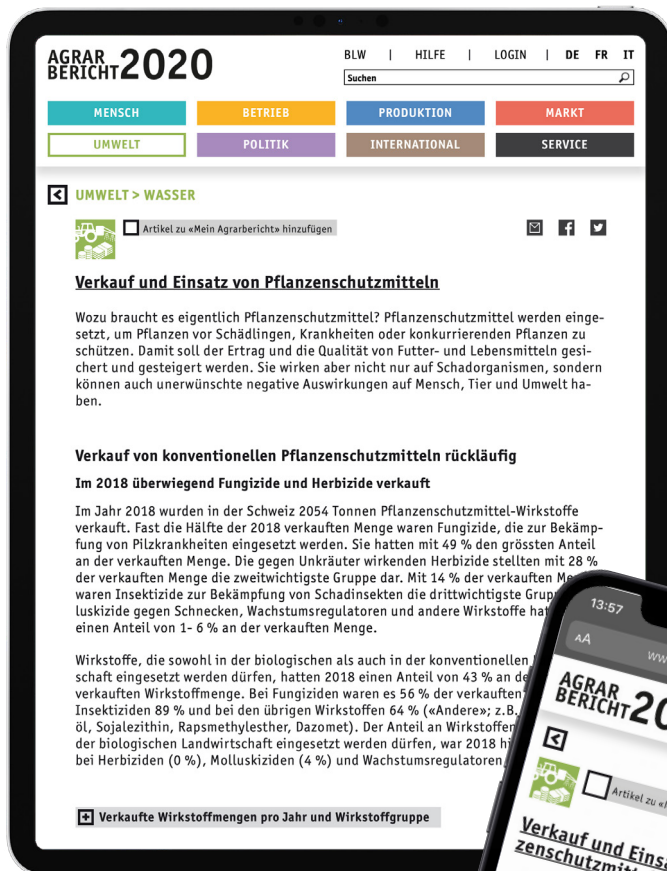 AGRAR
BERICHT 2020
BLW | HILFE | LOGIN | DE FR IT
Suchen
MENSCH BETRIEB PRODUKTION MARKT
UMWELT POLITIK INTERNATIONAL SERVICE
UMWELT > WASSER
Artikel zu «Mein Agrarbericht» hinzufügen
Verkauf und Einsatz von Pflanzenschutzmitteln
Wozu braucht es eigentlich Pflanzenschutzmittel? Pflanzenschutzmittel werden einge-
setzt, um Pflanzen vor Schädlingen, Krankheiten oder konkurrierenden Pflanzen zu
schützen. Damit soll der Ertrag und die Qualität von Futter- und Lebensmitteln gesi-
chert und gesteigert werden. Sie wirken aber nicht nur auf Schadorganismen, sondern
können auch unerwünschte negative Auswirkungen auf Mensch, Tier und Umwelt ha-
ben.
Verkauf von konventionellen Pflanzenschutzmitteln rückläufig
Im 2018 überwiegend Fungizide und Herbizide verkauft
Im Jahr 2018 wurden in der Schweiz 2054 Tonnen Pflanzenschutzmittel-Wirkstoffe
verkauft. Fast die Hälfte der 2018 verkauften Menge waren Fungizide, die zur Bekämp-
fung von Pilzkrankheiten eingesetzt werden. Sie hatten mit 49 % den grössten Anteil
an der verkauften Menge. Die gegen Unkräuter wirkenden Herbizide stellten mit 28 %
der verkauften Menge die zweitwichtigste Gruppe dar. Mit 14 % der verkauften
waren Insektizide zur Bekämpfung von Schadinsekten die drittwichtigste
luskizide gegen Schnecken, Wachstumsregulatoren und andere Wirkstoffe
einen Anteil von 1- 6 % an der verkauften Menge.
Wirkstoffe, die sowohl in der biologischen als auch in der konventionellen
schaft eingesetzt werden dürfen, hatten 2018 einen Anteil von 43 % an
verkauften Wirkstoffmenge. Bei Fungiziden waren es 56 % der verkauften
Insektiziden 89 % und bei den übrigen Wirkstoffen 64 % («Andere»; z.B.
öl, Sojalezithin, Rapsmethylesther, Dazomet). Der Anteil an Wirkstoffen
der biologischen Landwirtschaft eingesetzt werden dürfen, war 2018
bei Herbiziden (0 %), Molluskiziden (4 %) und Wachstumsregulatoren
Verkaufte Wirkstoffmengen pro Jahr und Wirkstoffgruppe
13:57
AA
AGRAR
BERICHT
Artikel zu
Verkauf und